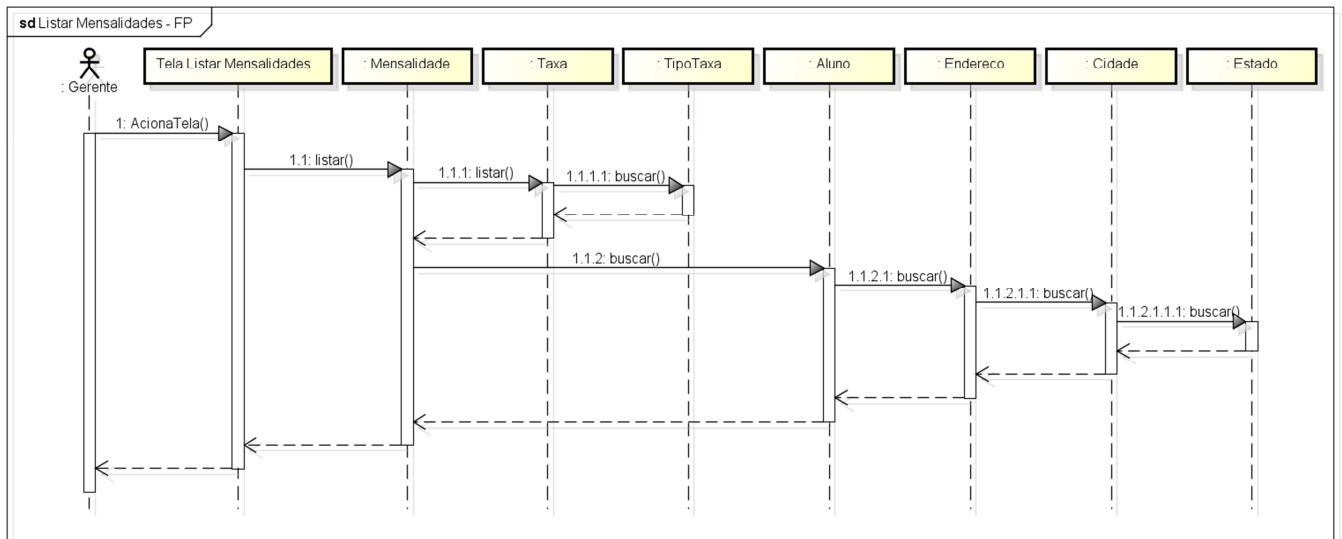 sd Listar Mensalidades - FP
: Gerente
Tela Listar Mensalidades
: Mensalidade
: Taxa
: TipoTaxa
: Aluno
: Endereco
: Cidade
: Estado
1: AcionaTela()
1.1: listar()
1.1.1: listar()
1.1.1.1: buscar()
1.1.2: buscar()
1.1.2.1: buscar()
1.1.2.1.1: buscar()
1.1.2.1.1.1: buscar()